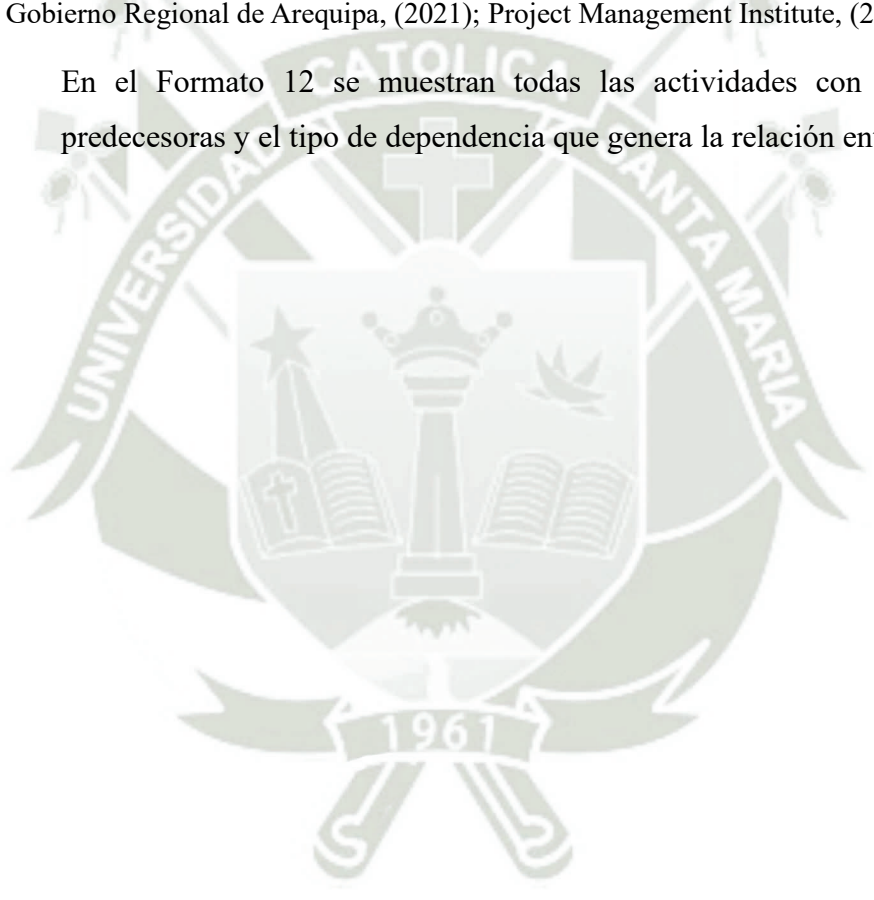 Gobierno Regional de Arequipa, (2021); Project Management Institute, (2
En el Formato 12 se muestran todas las actividades con
predecesoras y el tipo de dependencia que genera la relación en
UNIVERSIDAD CATOLICA SANTA MARIA
1961